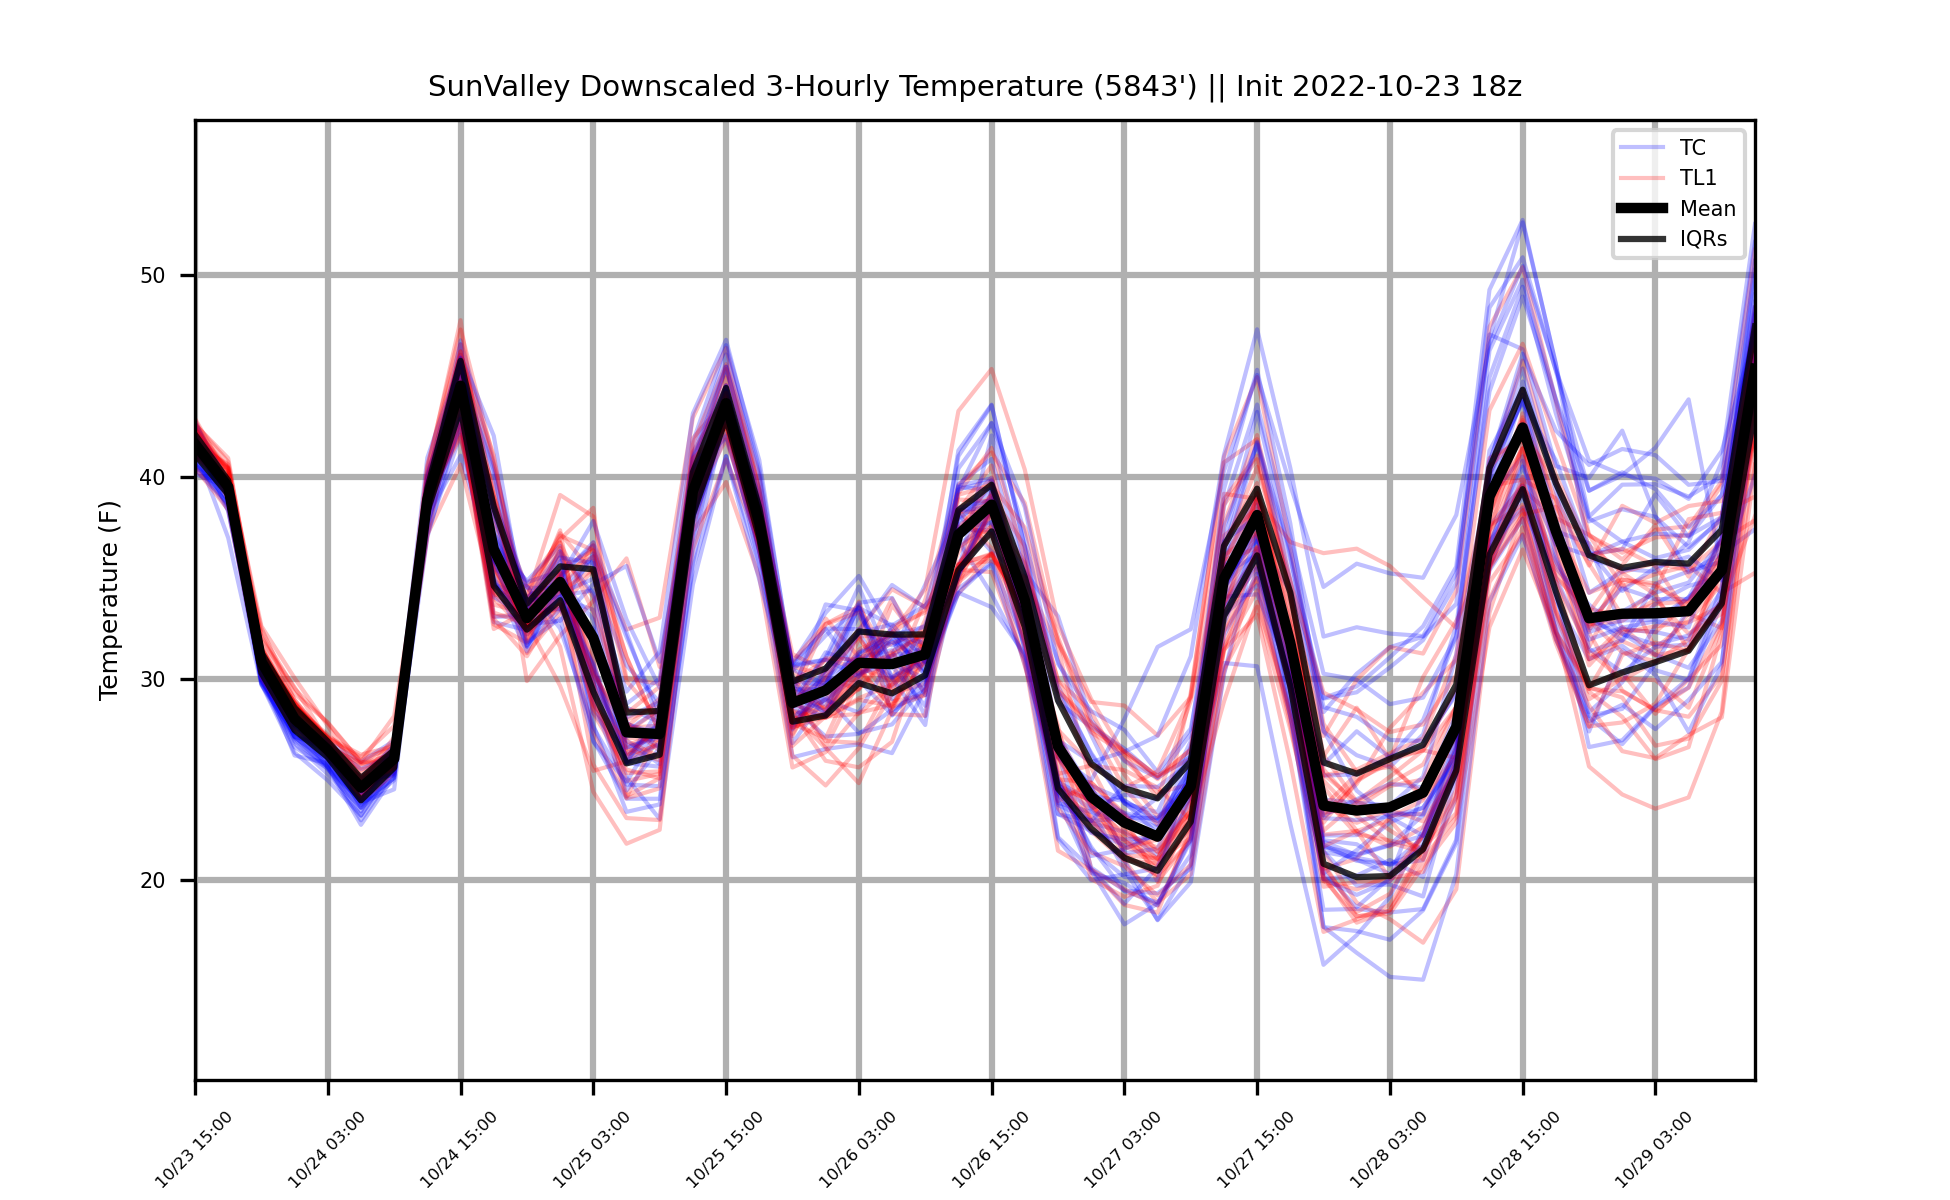 SunValley Downscaled 3-Hourly Temperature (5843') || Init 2022-10-23 18z
TC
TL1
Mean
IQRs
Temperature (F)
50
40
30
20
10/23 15:00
10/24 03:00
10/24 15:00
10/25 03:00
10/25 15:00
10/26 03:00
10/26 15:00
10/27 03:00
10/27 15:00
10/28 03:00
10/28 15:00
10/29 03:00